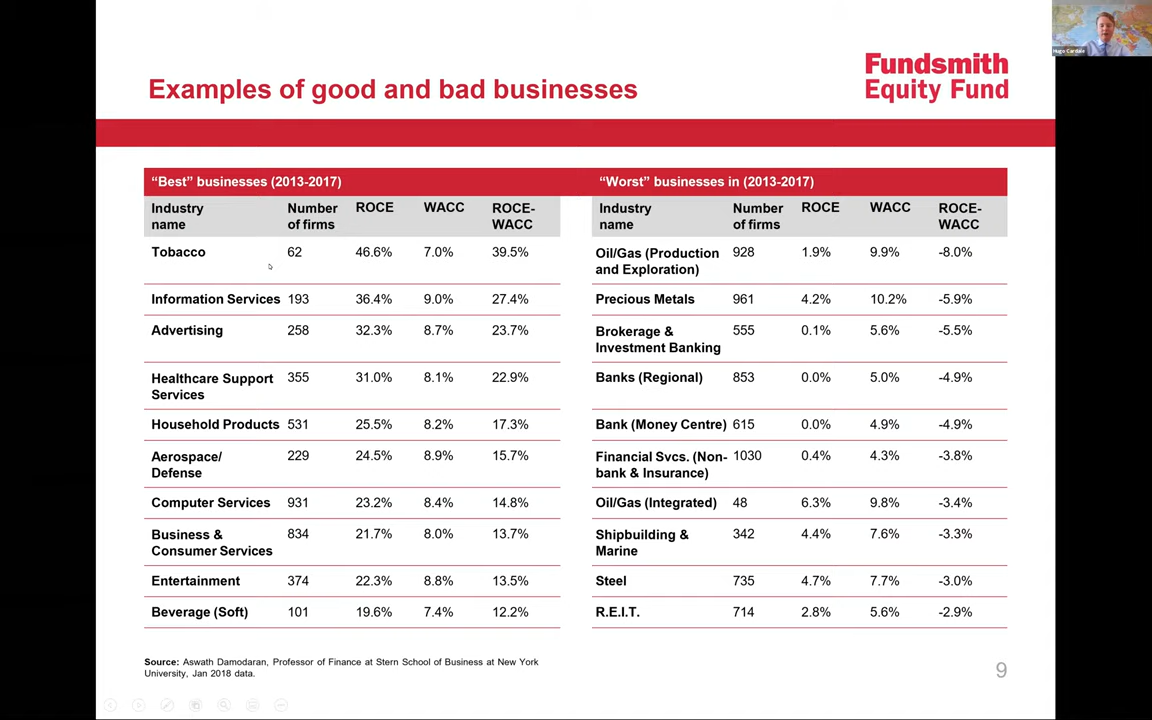 Hugo Cardale
Fundsmith
Equity Fund
Examples of good and bad businesses
“Best” businesses (2013-2017)
Industry name Number of firms ROCE WACC ROCE-WACC
Tobacco 62 46.6% 7.0% 39.5%
Information Services 193 36.4% 9.0% 27.4%
Advertising 258 32.3% 8.7% 23.7%
Healthcare Support Services 355 31.0% 8.1% 22.9%
Household Products 531 25.5% 8.2% 17.3%
Aerospace/ Defense 229 24.5% 8.9% 15.7%
Computer Services 931 23.2% 8.4% 14.8%
Business & Consumer Services 834 21.7% 8.0% 13.7%
Entertainment 374 22.3% 8.8% 13.5%
Beverage (Soft) 101 19.6% 7.4% 12.2%
“Worst” businesses in (2013-2017)
Industry name Number of firms ROCE WACC ROCE-WACC
Oil/Gas (Production and Exploration) 928 1.9% 9.9% -8.0%
Precious Metals 961 4.2% 10.2% -5.9%
Brokerage & Investment Banking 555 0.1% 5.6% -5.5%
Banks (Regional) 853 0.0% 5.0% -4.9%
Bank (Money Centre) 615 0.0% 4.9% -4.9%
Financial Svcs. (Non-bank & Insurance) 1030 0.4% 4.3% -3.8%
Oil/Gas (Integrated) 48 6.3% 9.8% -3.4%
Shipbuilding & Marine 342 4.4% 7.6% -3.3%
Steel 735 4.7% 7.7% -3.0%
R.E.I.T. 714 2.8% 5.6% -2.9%
Source: Aswath Damodaran, Professor of Finance at Stern School of Business at New York
University, Jan 2018 data.
9